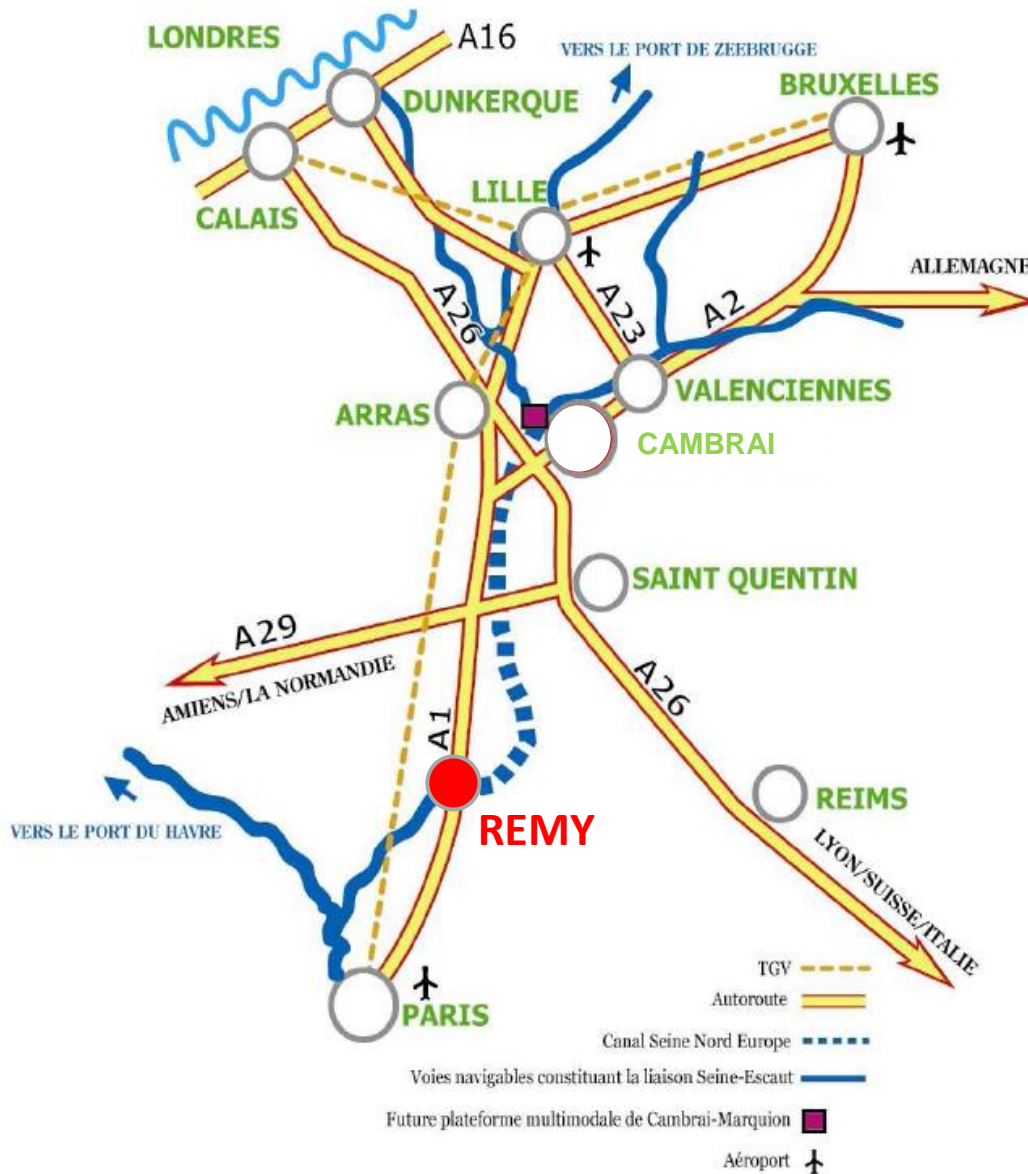 LONDRES
A16
VERS LE PORT DE ZEEBRUGGE
BRUXELLES
DUNKERQUE
LILLE
CALAIS
ALLEMAGNE
A26
A23
A2
ARRAS
VALENCIENNES
CAMBRAI
SAINT QUENTIN
A29
AMIENS/LA NORMANDIE
A26
A1
REIMS
VERS LE PORT DU HAVRE
REMY
LYON/SUISSE/ITALIE
PARIS
TGV
Autoroute
Canal Seine Nord Europe
Voies navigables constituant la liaison Seine-Escaut
Future plateforme multimodale de Cambrai-Marquion
Aéroport